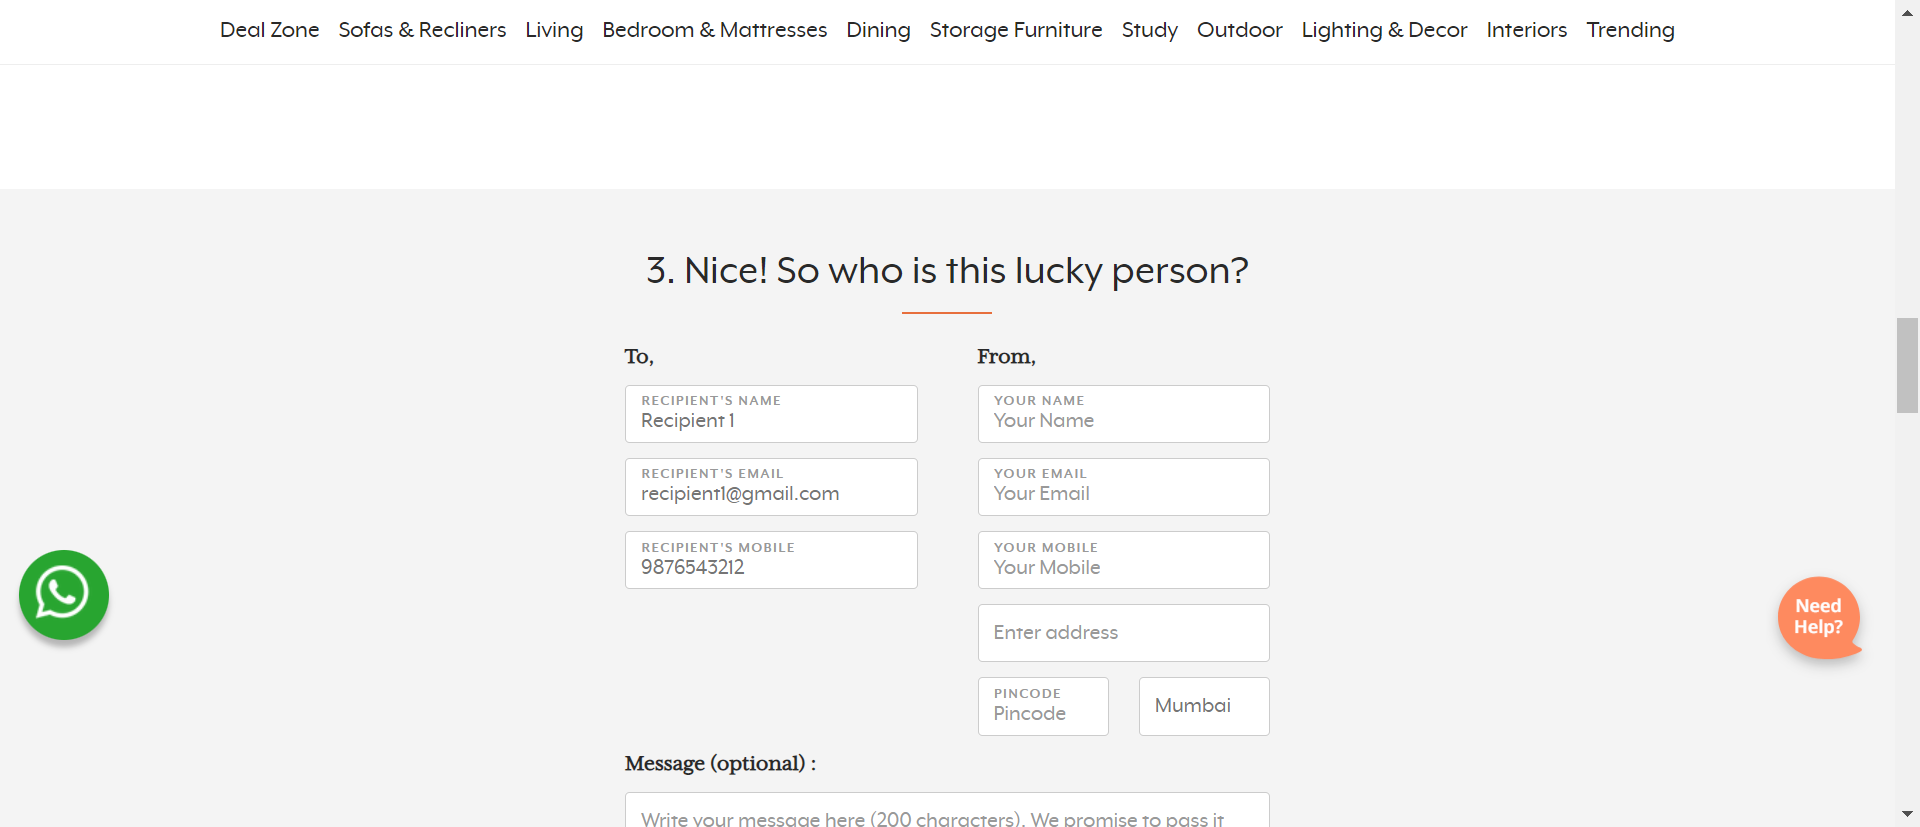 Deal Zone Sofas & Recliners Living Bedroom & Mattresses Dining Storage Furniture Study Outdoor Lighting & Decor Interiors Trending
3. Nice! So who is this lucky person?
To,
RECIPIENT'S NAME
Recipient 1
RECIPIENT'S EMAIL
recipient1@gmail.com
RECIPIENT'S MOBILE
9876543212
From,
YOUR NAME
Your Name
YOUR EMAIL
Your Email
YOUR MOBILE
Your Mobile
Enter address
PINCODE
Pincode
Mumbai
Message (optional) :
Write your message here (200 characters). We promise to pass it
Need
Help?